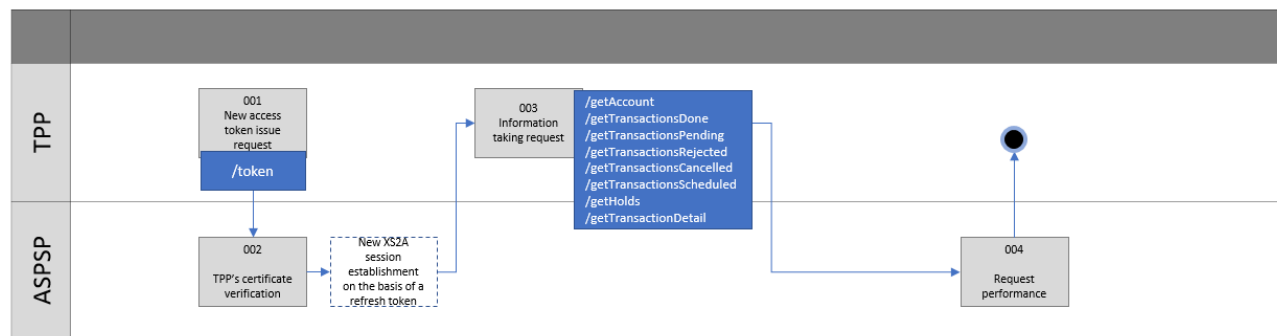 TPP
001
New access
token issue
request
/token
003
Information
taking request
/getAccount
/getTransactionsDone
/getTransactionsPending
/getTransactionsRejected
/getTransactionsCancelled
/getTransactionsScheduled
/getHolds
/getTransactionDetail
ASPSP
002
TPP's certificate
verification
New XS2A
session
establishment
on the basis of a
refresh token
004
Request
performance